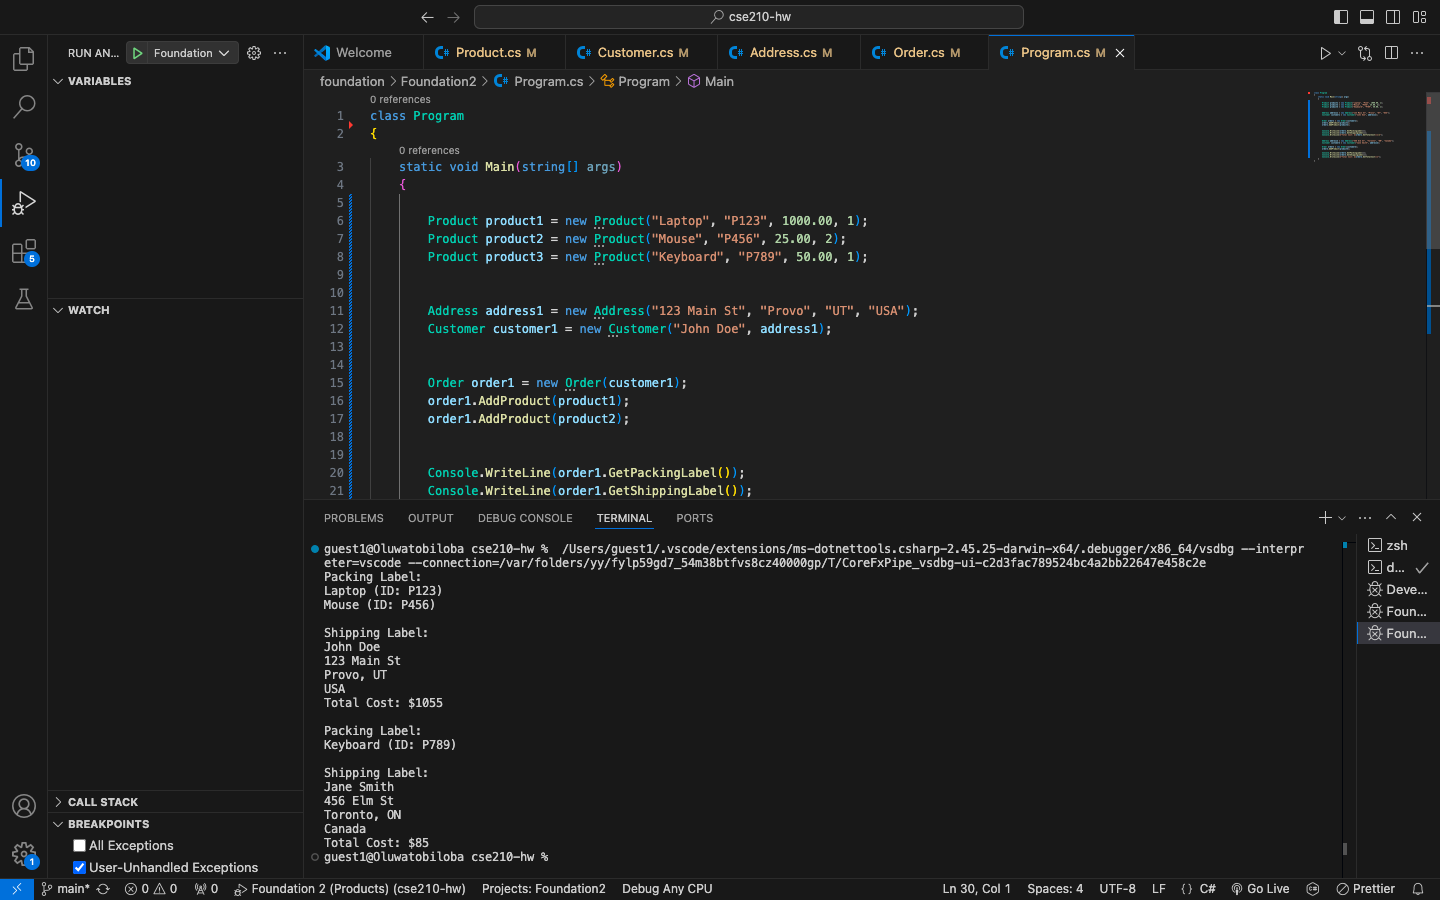 cse210-hw
RUN AN...
Foundation
Welcome
Product.cs M
Customer.cs M
Address.cs M
Order.cs M
Program.cs M
VARIABLES
foundation > Foundation2 > Program.cs > Program > Main
0 references
1 class Program
2 {
0 references
3 static void Main(string[] args)
4 {
5
6 Product product1 = new Product("Laptop", "P123", 1000.00, 1);
7 Product product2 = new Product("Mouse", "P456", 25.00, 2);
8 Product product3 = new Product("Keyboard", "P789", 50.00, 1);
9
10
11 Address address1 = new Address("123 Main St", "Provo", "UT", "USA");
12 Customer customer1 = new Customer("John Doe", address1);
13
14
15 Order order1 = new Order(customer1);
16 order1.AddProduct(product1);
17 order1.AddProduct(product2);
18
19
20 Console.WriteLine(order1.GetPackingLabel());
21 Console.WriteLine(order1.GetShippingLabel());
10
5
WATCH
PROBLEMS
OUTPUT
DEBUG CONSOLE
TERMINAL
PORTS
guest1@Oluwatobiloba cse210-hw % /Users/guest1/.vscode/extensions/ms-dotnettools.csharp-2.45.25-darwin-x64/.debugger/x86_64/vsdbg --interpr
eter=vscode --connection=/var/folders/yy/fylp59gd7_54m38btfvs8cz40000gp/T/CoreFxPipe_vsdbg-ui-c2d3fac789524bc4a2bb22647e458c2e
Packing Label:
Laptop (ID: P123)
Mouse (ID: P456)
Shipping Label:
John Doe
123 Main St
Provo, UT
USA
Total Cost: $1055
Packing Label:
Keyboard (ID: P789)
Shipping Label:
Jane Smith
456 Elm St
Toronto, ON
Canada
Total Cost: $85
guest1@Oluwatobiloba cse210-hw %
zsh
d...
Deve...
Foun...
Foun...
CALL STACK
BREAKPOINTS
All Exceptions
User-Unhandled Exceptions
1
main*
0 0
0
Foundation 2 (Products) (cse210-hw)
Projects: Foundation2
Debug Any CPU
Ln 30, Col 1
Spaces: 4
UTF-8
LF
{} C#
Go Live
Prettier